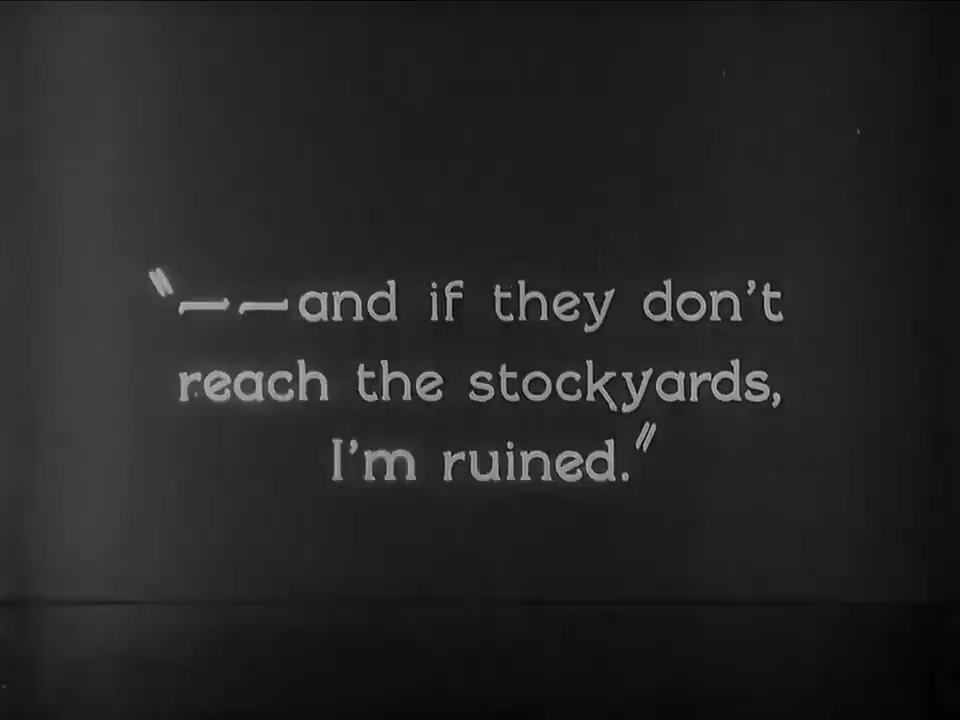 "——and if they don't
reach the stockyards,
I'm ruined."